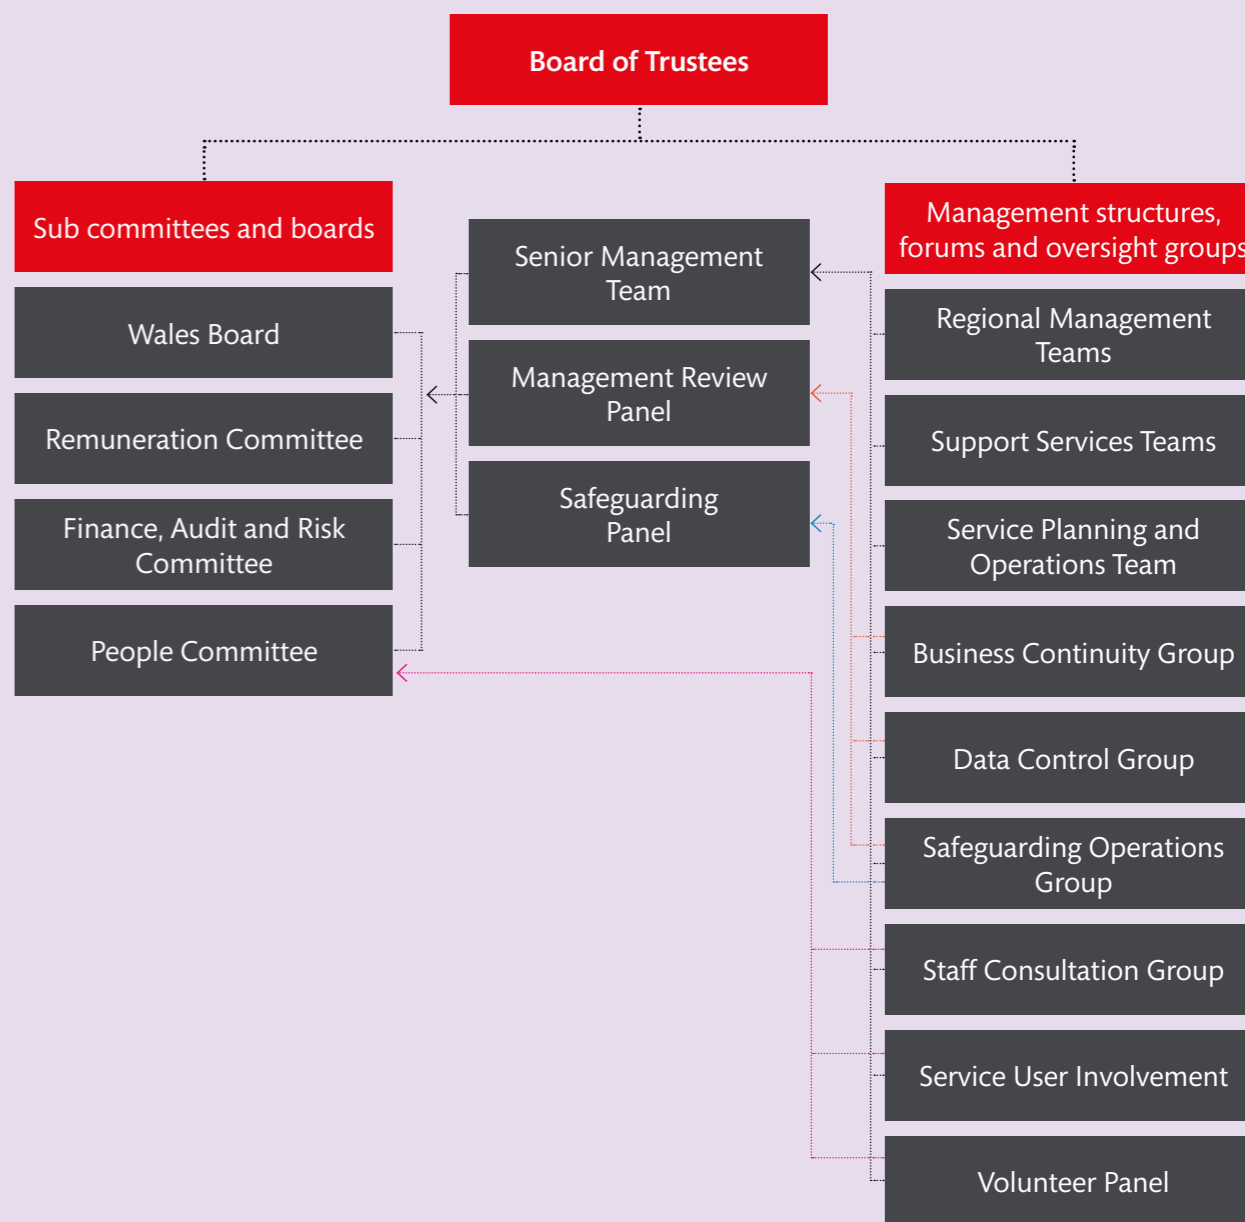 Board of Trustees
Sub committees and boards
Wales Board
Remuneration Committee
Finance, Audit and Risk
Committee
People Committee
Senior Management
Team
Management Review
Panel
Safeguarding
Panel
Management structures,
forums and oversight groups
Regional Management
Teams
Support Services Teams
Service Planning and
Operations Team
Business Continuity Group
Data Control Group
Safeguarding Operations
Group
Staff Consultation Group
Service User Involvement
Volunteer Panel